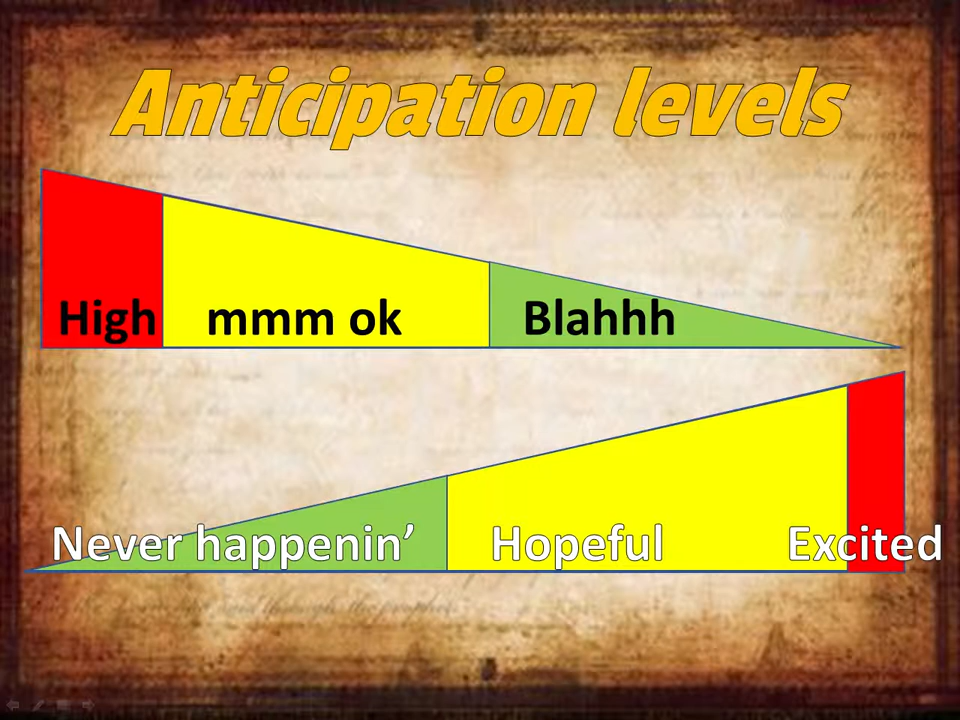 Anticipation levels
High mmm ok Blahhh
Never happenin’ Hopeful Excited